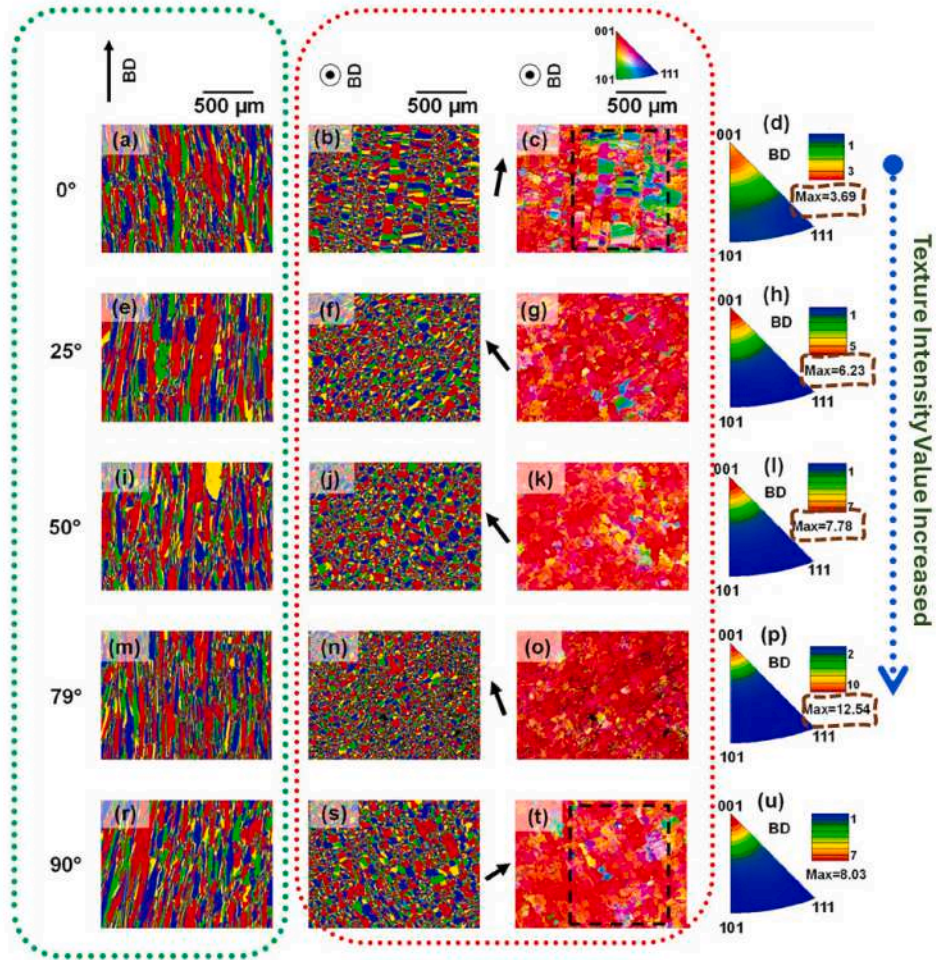 BD
500 µm
BD
500 µm
BD
001
101
111
500 µm
0°
(a)
(b)
(c)
(d)
001
BD
1
3
Max=3.69
101
111
25°
(e)
(f)
(g)
(h)
001
BD
1
5
Max=6.23
101
111
50°
(i)
(j)
(k)
(l)
001
BD
1
7
Max=7.78
101
111
79°
(m)
(n)
(o)
(p)
001
BD
2
10
Max=12.54
101
111
90°
(r)
(s)
(t)
(u)
001
BD
1
7
Max=8.03
101
111
Texture Intensity Value Increased